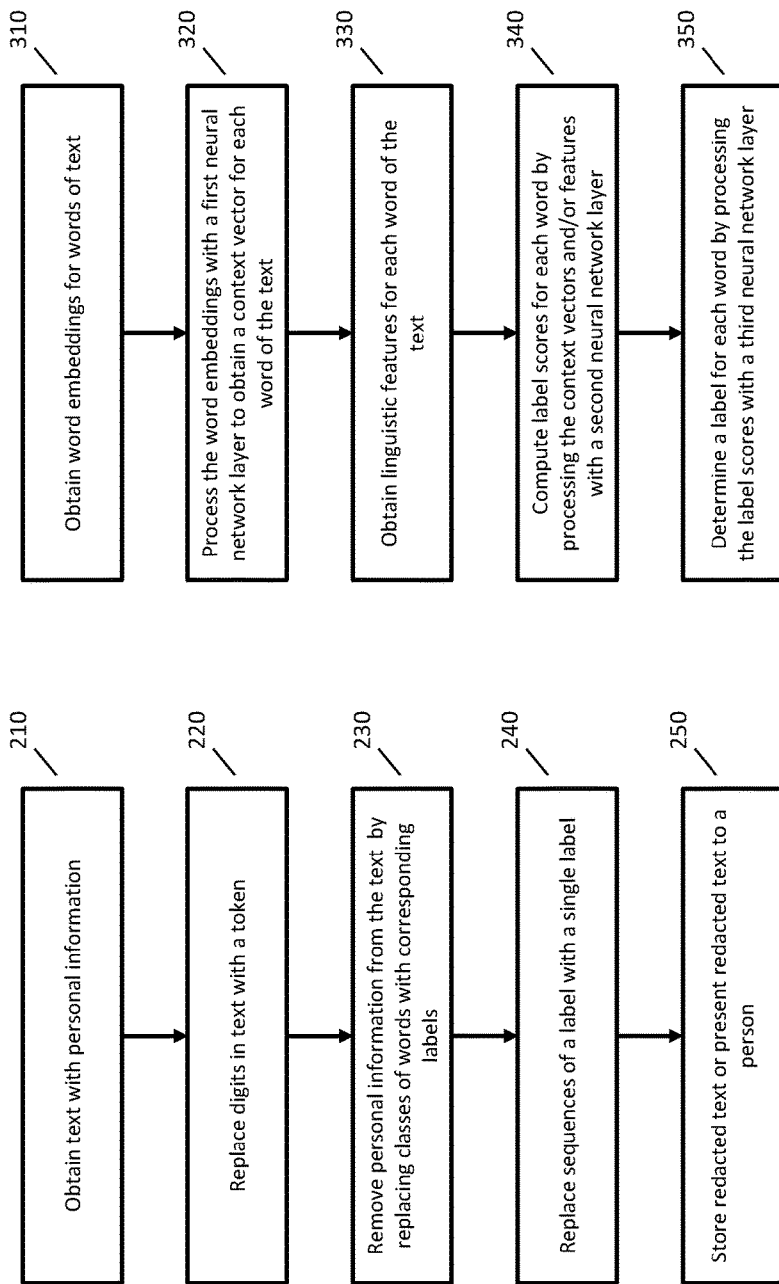 210
Obtain text with personal information
220
Replace digits in text with a token
230
Remove personal information from the text by
replacing classes of words with corresponding
labels
240
Replace sequences of a label with a single label
250
Store redacted text or present redacted text to a
person
310
Obtain word embeddings for words of text
320
Process the word embeddings with a first neural
network layer to obtain a context vector for each
word of the text
330
Obtain linguistic features for each word of the
text
340
Compute label scores for each word by
processing the context vectors and/or features
with a second neural network layer
350
Determine a label for each word by processing
the label scores with a third neural network layer